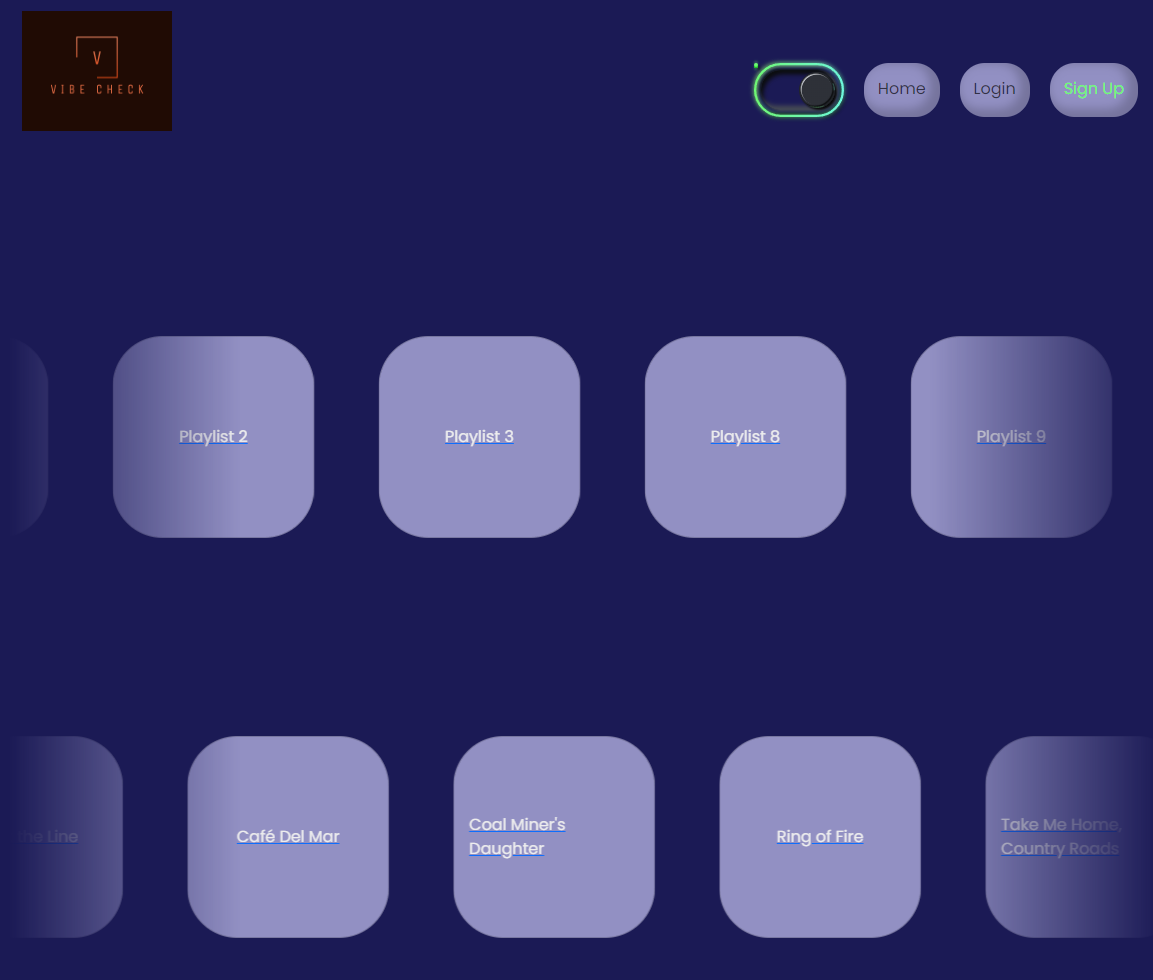 V
VIBE CHECK
Home
Login
Sign Up
Playlist 2
Playlist 3
Playlist 8
Playlist 9
the Line
Café Del Mar
Coal Miner's
Daughter
Ring of Fire
Take Me Home,
Country Roads